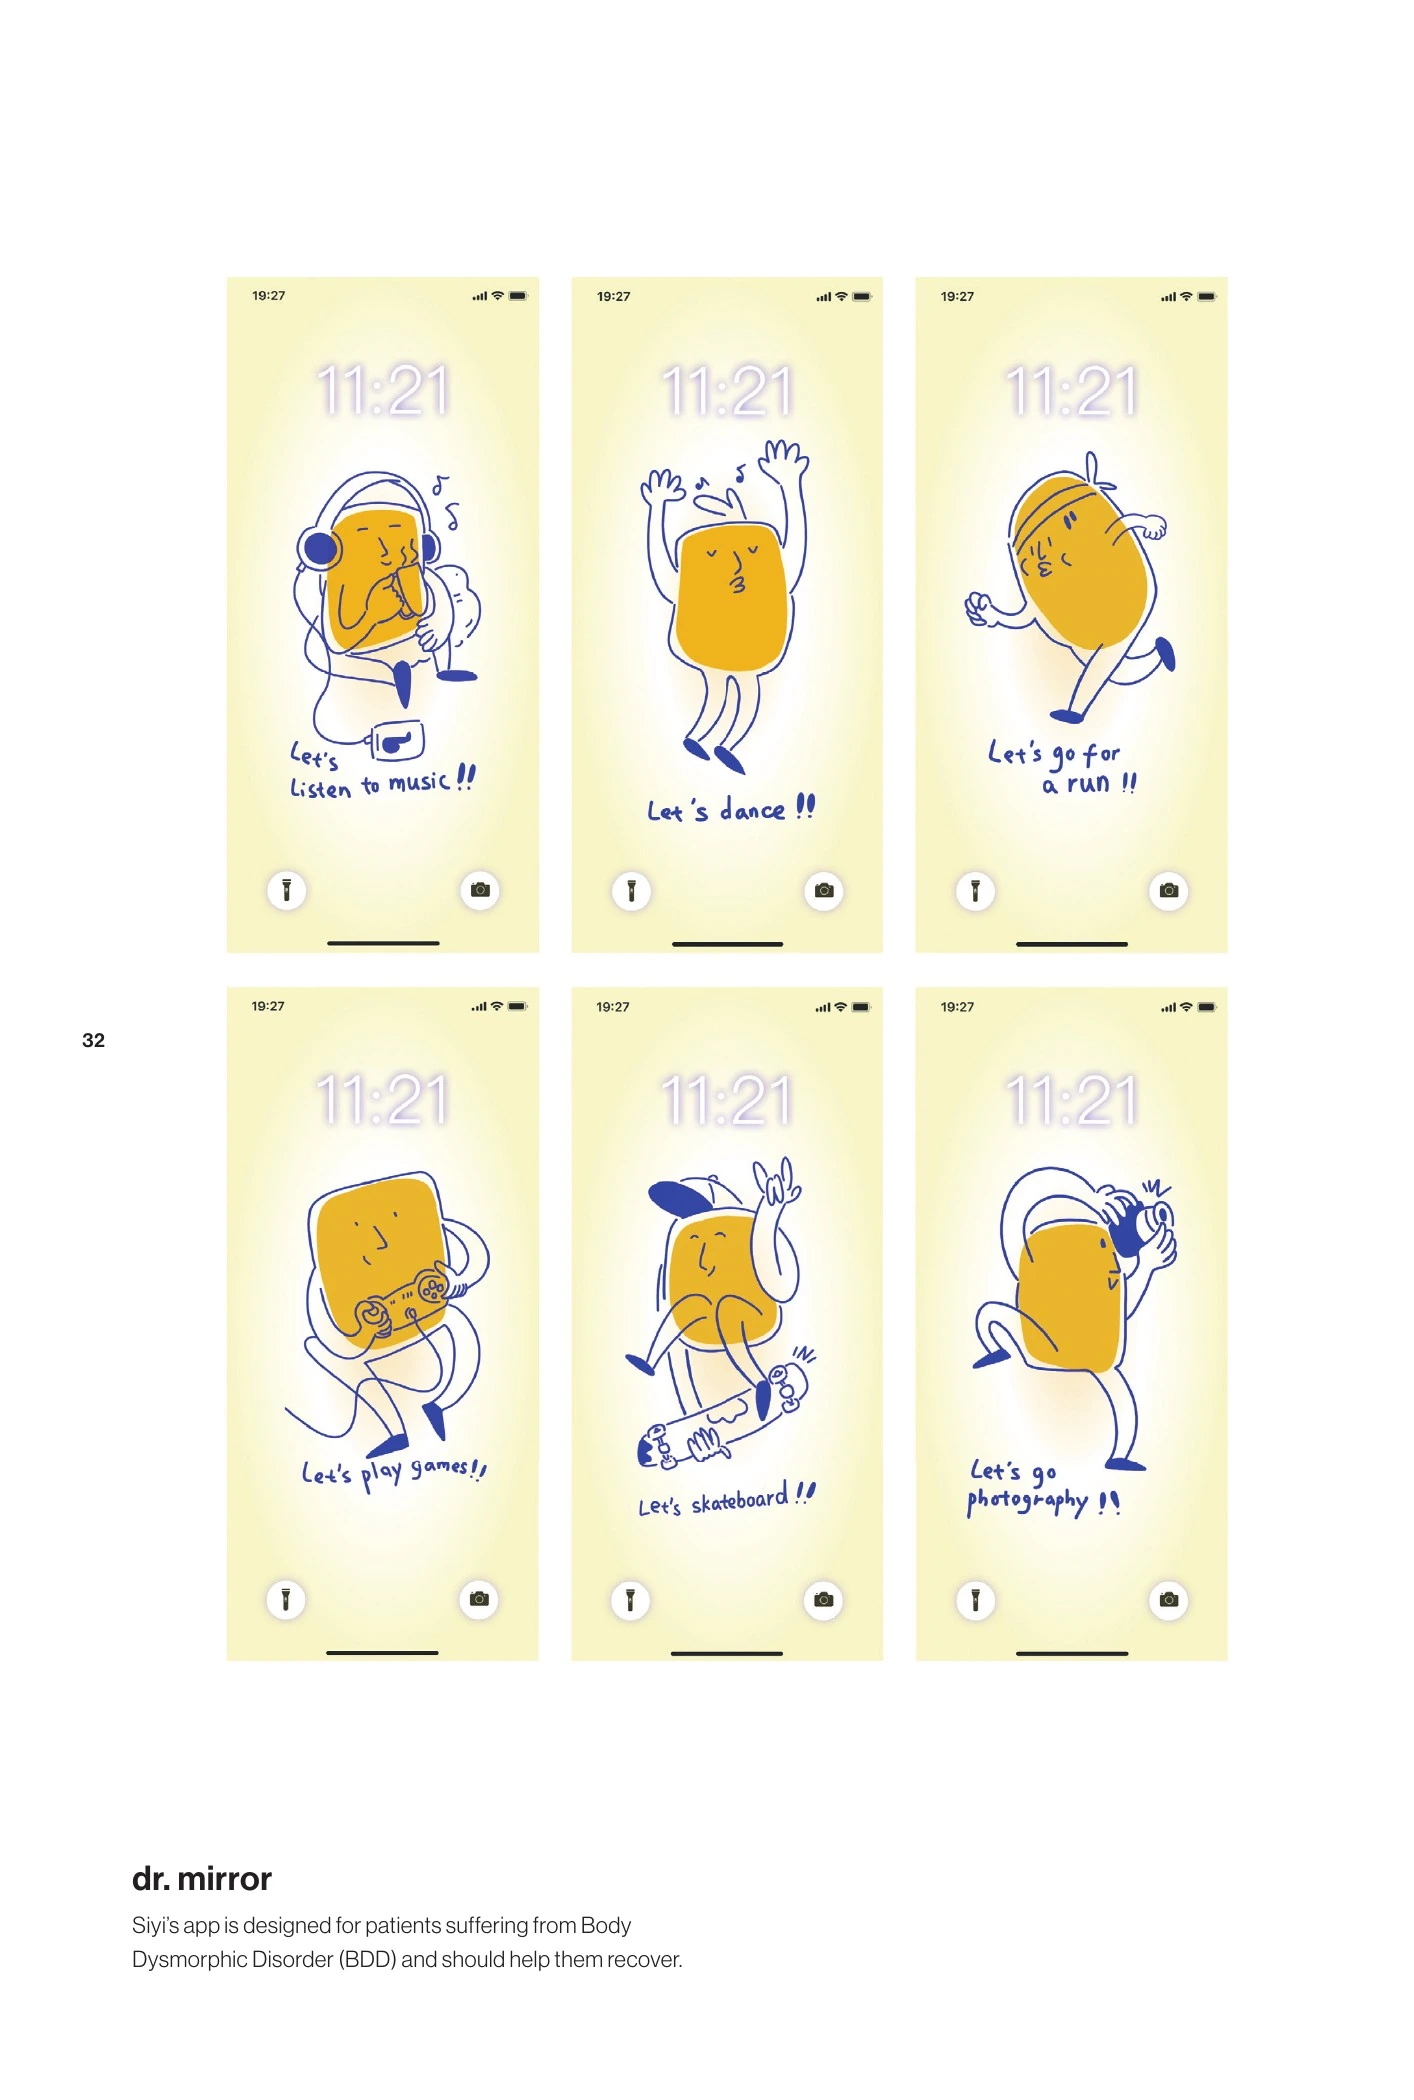 19:27
11:21
Let's
Listen to music!!
19:27
11:21
Let's dance!!
19:27
11:21
Let's go for
a run!!
32
19:27
11:21
Let's play games!!
19:27
11:21
Let's skateboard!!
19:27
11:21
Let's go
photography!!
dr. mirror
Siyi's app is designed for patients suffering from Body
Dysmorphic Disorder (BDD) and should help them recover.